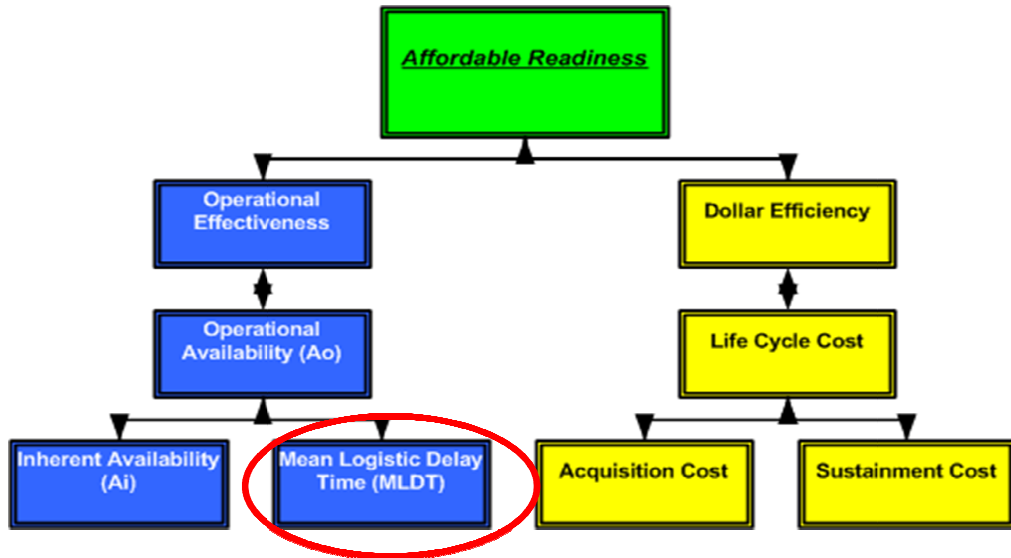 Affordable Readiness
Operational
Effectiveness
Dollar Efficiency
Operational
Availability (Ao)
Life Cycle Cost
Inherent Availability
(Ai)
Mean Logistic Delay
Time (MLDT)
Acquisition Cost
Sustainment Cost